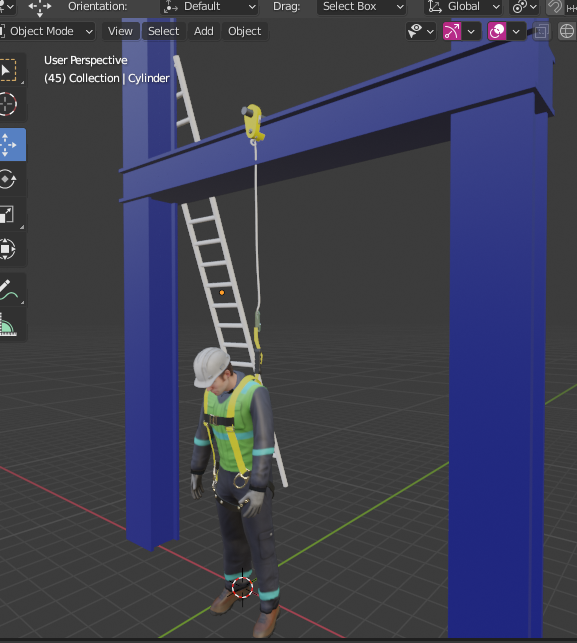 Orientation: Default Drag: Select Box Global
Object Mode View Select Add Object
User Perspective
(45) Collection | Cylinder